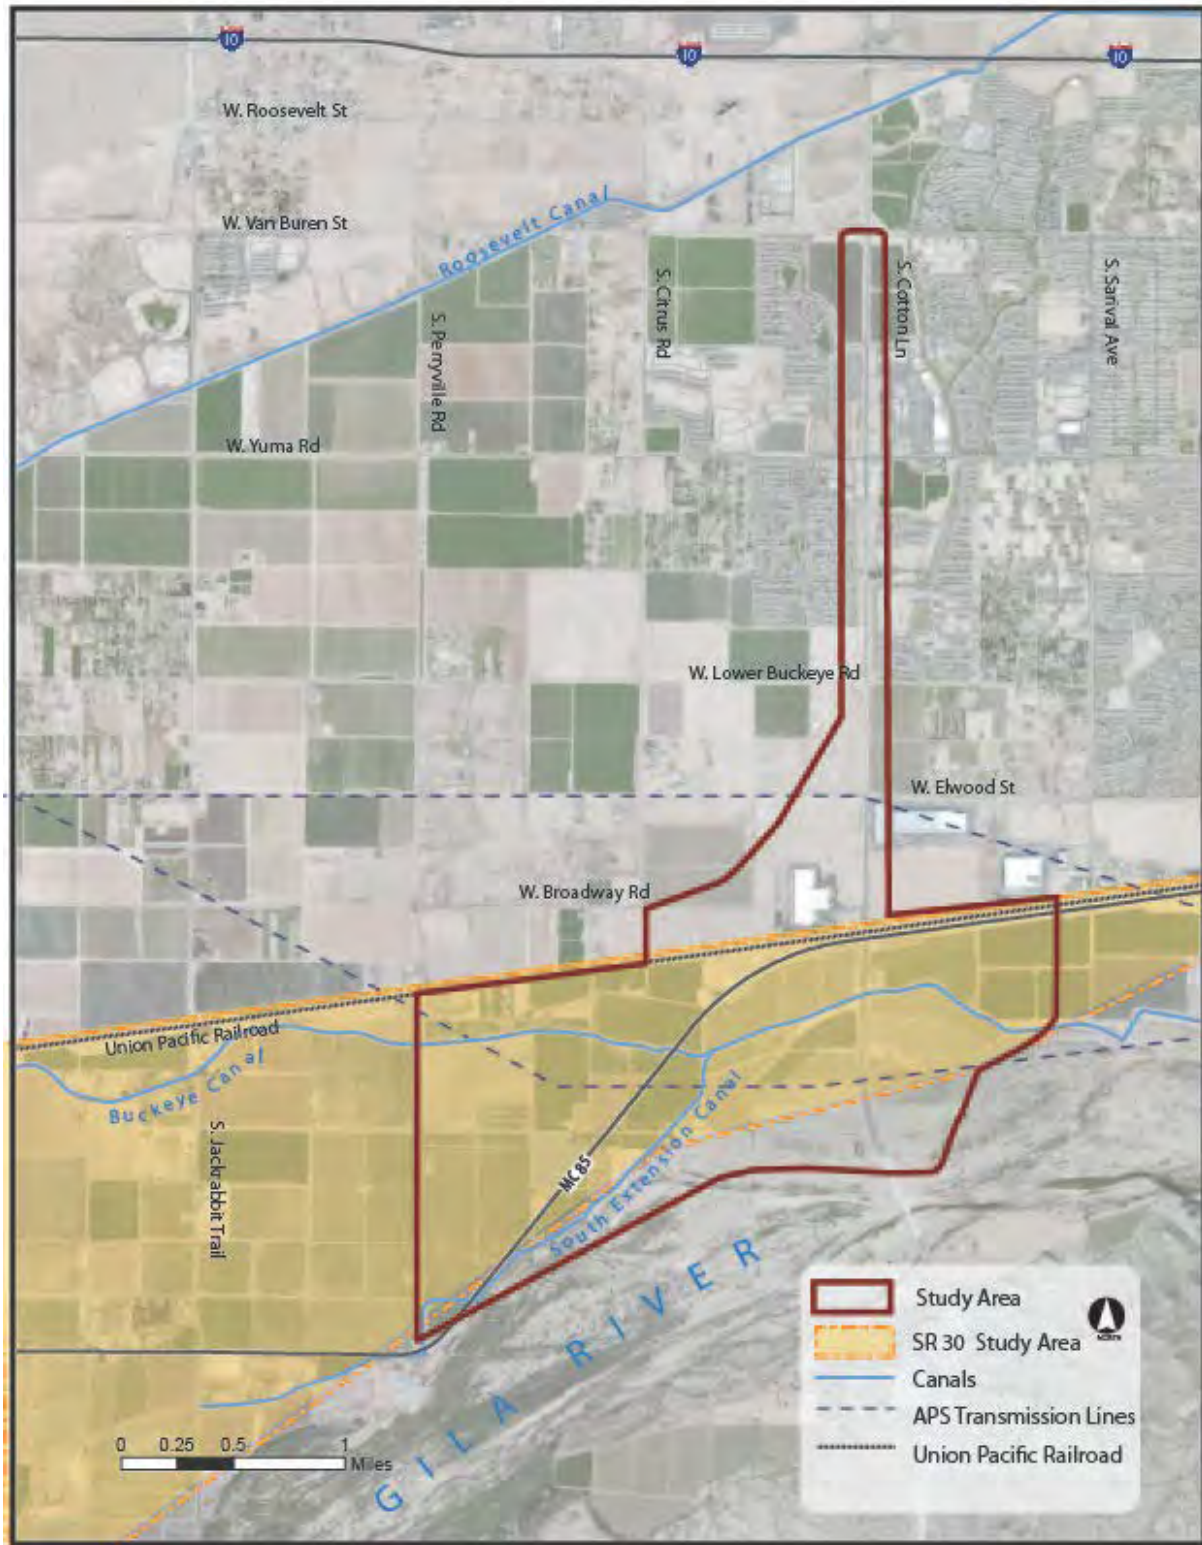 10
10
10
W. Roosevelt St
W. Van Buren St
Roosevelt Canal
S. Citrus Rd
S. Cotton Ln
S. Sarival Ave
S. Perryville Rd
W. Yuma Rd
W. Lower Buckeye Rd
W. Elwood St
W. Broadway Rd
Union Pacific Railroad
Buckeye Canal
S. Jackrabbit Trail
MC 85
South Extension Canal
GILA RIVER
Study Area
NORTH
SR 30 Study Area
Canals
APS Transmission Lines
Union Pacific Railroad
0 0.25 0.5 1
Miles